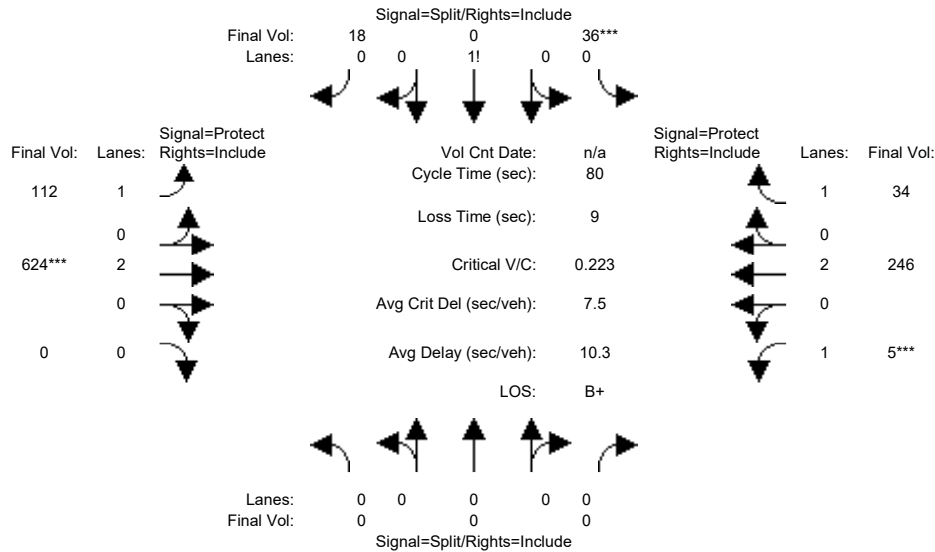 Signal=Split/Rights=Include
Final Vol: 18 0 36***
Lanes: 0 0 1! 0 0
Signal=Protect Signal=Protect
Final Vol: Lanes: Rights=Include Vol Cnt Date: n/a Rights=Include Lanes: Final Vol:
Cycle Time (sec): 80
112 1 1 34
Loss Time (sec): 9
0 0
624*** 2 Critical V/C: 0.223 2 246
0 Avg Crit Del (sec/veh): 7.5 0
0 0 Avg Delay (sec/veh): 10.3 1 5***
LOS: B+
Lanes: 0 0 0 0 0
Final Vol: 0 0 0
Signal=Split/Rights=Include